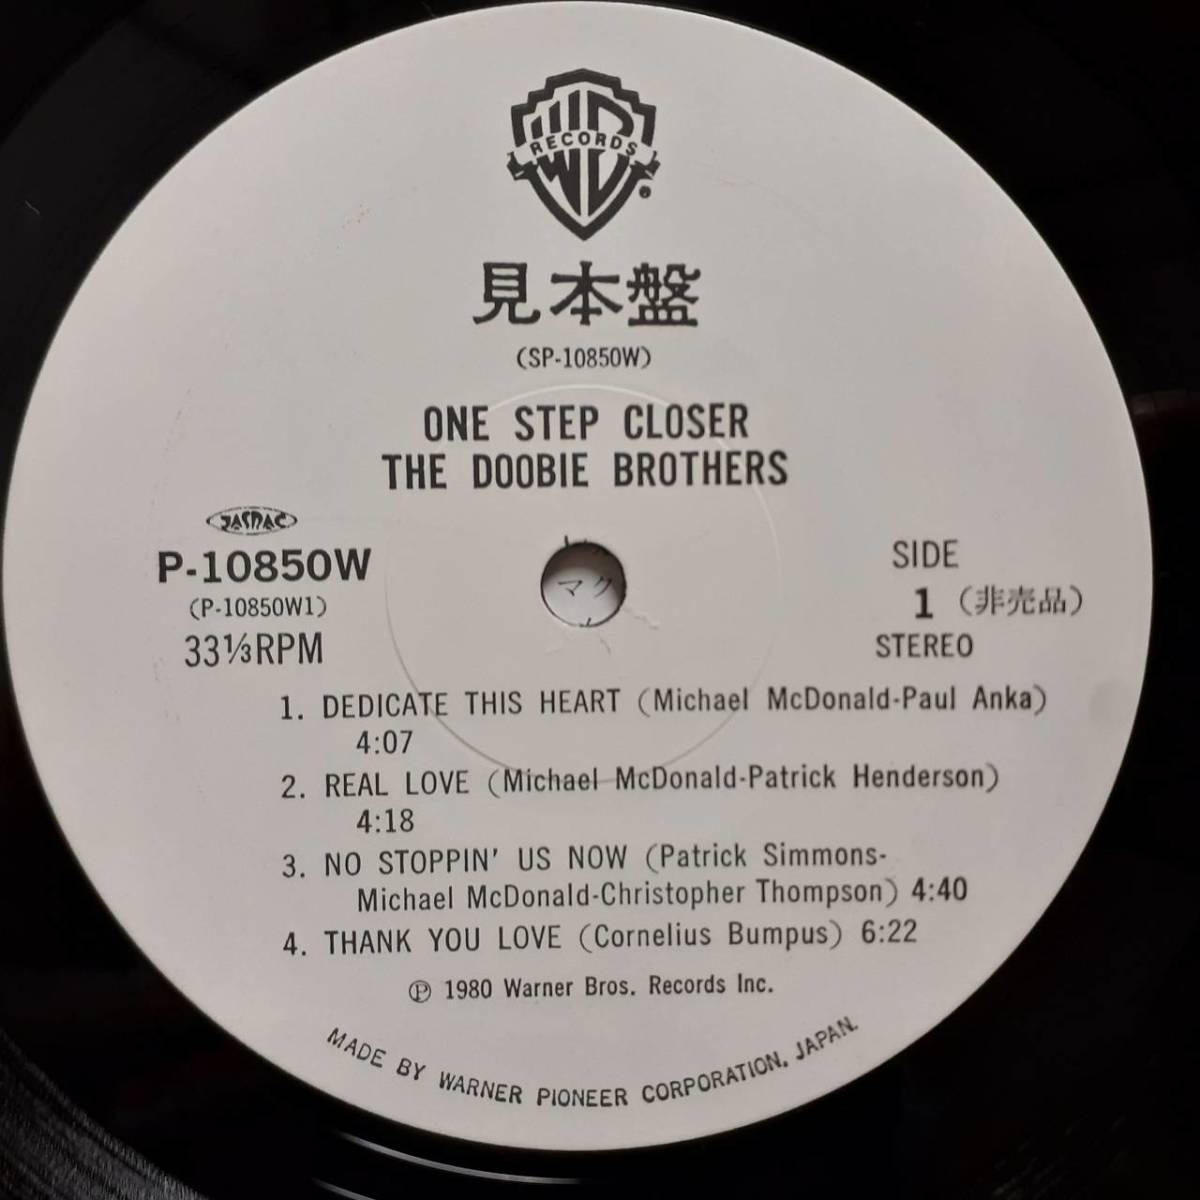 RECORDS
見本盤
(SP-10850W)
ONE STEP CLOSER
THE DOOBIE BROTHERS
JASRAC
P-10850W
(P-10850W1)
33⅓RPM
マク
SIDE
1 (非売品)
STEREO
1. DEDICATE THIS HEART (Michael McDonald-Paul Anka)
4:07
2. REAL LOVE (Michael McDonald-Patrick Henderson)
4:18
3. NO STOPPIN' US NOW (Patrick Simmons-
Michael McDonald-Christopher Thompson) 4:40
4. THANK YOU LOVE (Cornelius Bumpus) 6:22
℗ 1980 Warner Bros. Records Inc.
MADE BY WARNER PIONEER CORPORATION, JAPAN.